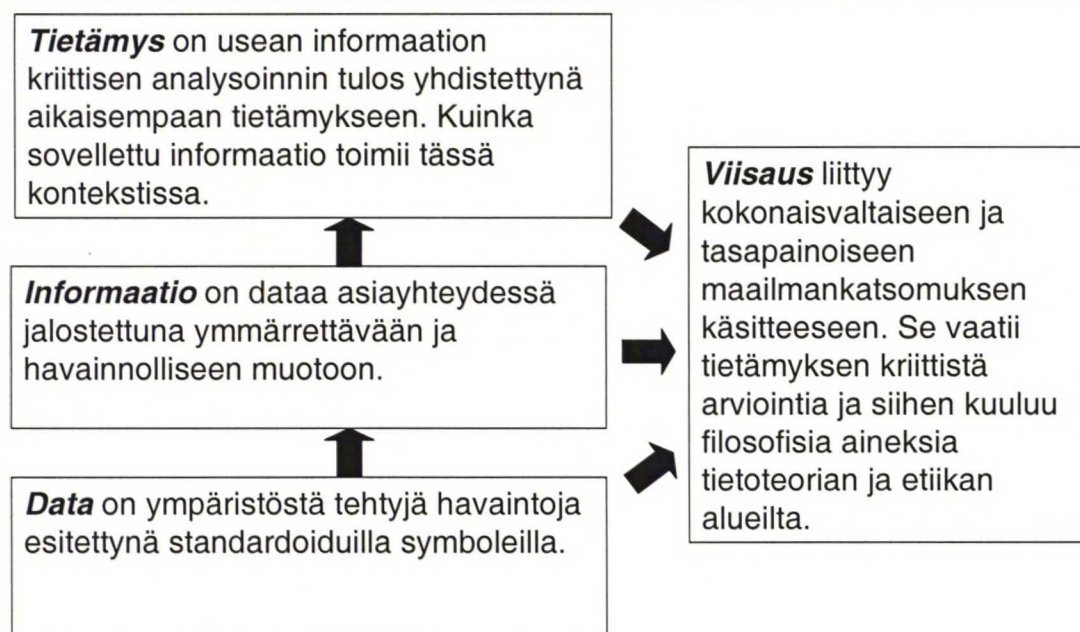 Tietämys on usean informaation
kriittisen analysoinnin tulos yhdistettynä
aikaisempaan tietämykseen. Kuinka
sovellettu informaatio toimii tässä
kontekstissa.
Informaatio on dataa asiayhteydessä
jalostettuna ymmärrettävään ja
havainnolliseen muotoon.
Data on ympäristöstä tehtyjä havaintoja
esitettynä standardoiduilla symboleilla.
Viisaus liittyy
kokonaisvaltaiseen ja
tasapainoiseen
maailmankatsomuksen
käsitteeseen. Se vaatii
tietämyksen kriittistä
arviointia ja siihen kuuluu
filosofisia aineksia
tietoteorian ja etiikan
alueilta.